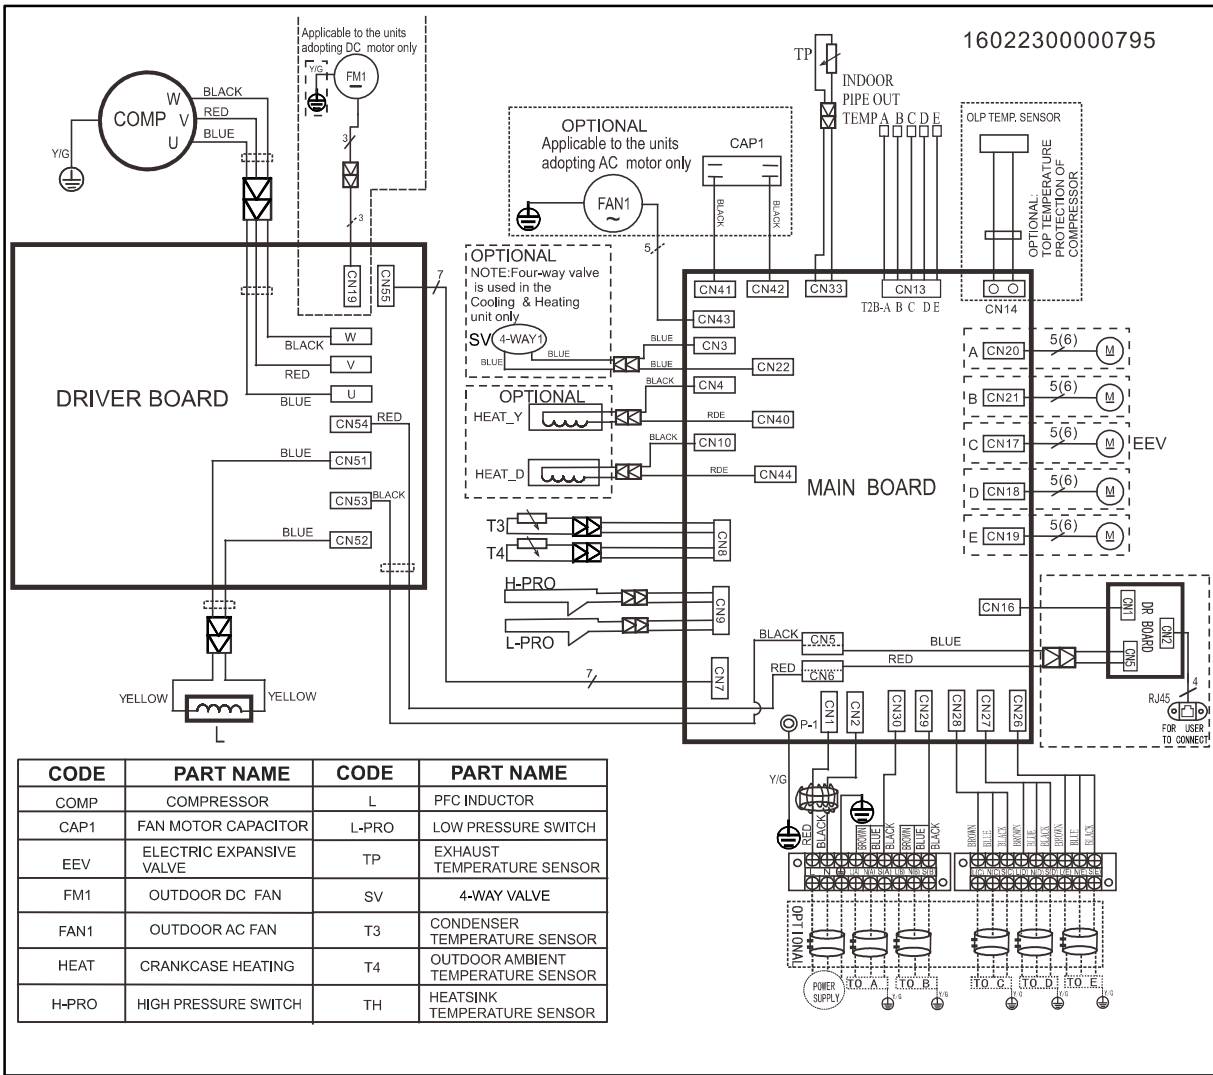 16022300000795
Applicable to the units
adopting DC motor only
Y/G
FM1
3
3
COMP
W
V
U
BLACK
RED
BLUE
Y/G
OPTIONAL
Applicable to the units
adopting AC motor only
CAP1
FAN1
~
BLACK
BLACK
5
TP
INDOOR
PIPE OUT
TEMP A B C D E
OLP TEMP. SENSOR
OPTIONAL:
TOP TEMPERATURE
PROTECTION OF
COMPRESSOR
DRIVER BOARD
CN19
CN55
7
BLACK
W
RED
V
BLUE
U
CN54
RED
BLUE
CN51
CN53
BLACK
BLUE
CN52
YELLOW
YELLOW
L
OPTIONAL
NOTE:Four-way valve
is used in the
Cooling & Heating
unit only
SV
4-WAY1
BLUE
BLUE
BLUE
BLUE
OPTIONAL
HEAT_Y
BLACK
RDE
HEAT_D
BLACK
RDE
T3
T4
H-PRO
L-PRO
7
MAIN BOARD
CN41
CN42
CN33
CN13
T2B-A B C D E
CN14
CN43
CN3
CN22
CN4
CN40
CN10
CN44
CN8
CN9
CN7
A
CN20
5(6)
M
B
CN21
5(6)
M
C
CN17
5(6)
M
EEV
D
CN18
5(6)
M
E
CN19
5(6)
M
CN16
BLACK
CN5
BLUE
RED
CN6
RED
CN1
DR BOARD
CN2
CN5
4
RJ45
FOR USER
TO CONNECT
P-1
CN1
CN2
CN30
CN29
CN28
CN27
CN26
Y/G
RED
BLACK
BROWN
BLUE
BLACK
BROWN
BLUE
BLACK
BROWN
BLUE
BLACK
BROWN
BLUE
BLACK
BROWN
BLUE
BLACK
L
N
L(A)
N(A)
S(A)
L(B)
N(B)
S(B)
L(C)
N(C)
S(C)
L(D)
N(D)
S(D)
L(E)
N(E)
S(E)
OPTIONAL
POWER
SUPPLY
TO A
Y/G
TO B
Y/G
TO C
Y/G
TO D
Y/G
TO E
Y/G
CODE PART NAME CODE PART NAME
COMP COMPRESSOR L PFC INDUCTOR
CAP1 FAN MOTOR CAPACITOR L-PRO LOW PRESSURE SWITCH
EEV ELECTRIC EXPANSIVE VALVE TP EXHAUST TEMPERATURE SENSOR
FM1 OUTDOOR DC FAN SV 4-WAY VALVE
FAN1 OUTDOOR AC FAN T3 CONDENSER TEMPERATURE SENSOR
HEAT CRANKCASE HEATING T4 OUTDOOR AMBIENT TEMPERATURE SENSOR
H-PRO HIGH PRESSURE SWITCH TH HEATSINK TEMPERATURE SENSOR